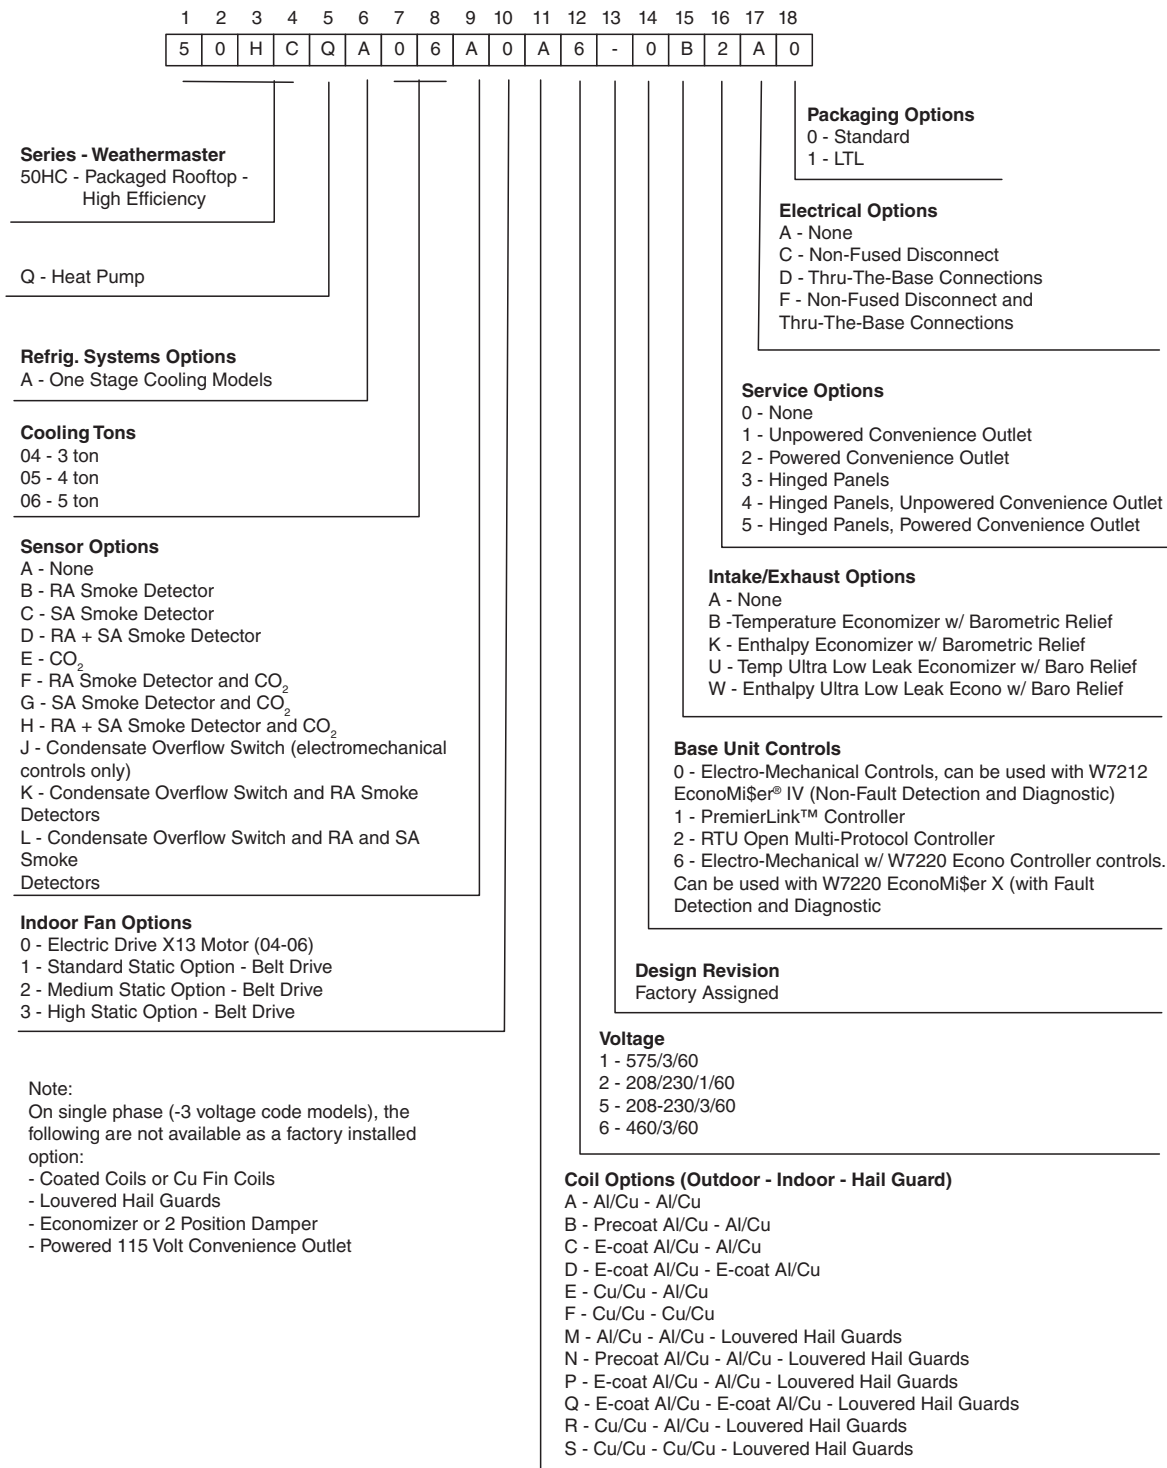 1 2 3 4 5 6 7 8 9 10 11 12 13 14 15 16 17 18
5 0 H C Q A 0 6 A 0 A 6 - 0 B 2 A 0
Series - Weathermaster
50HC - Packaged Rooftop -
High Efficiency
Q - Heat Pump
Refrig. Systems Options
A - One Stage Cooling Models
Cooling Tons
04 - 3 ton
05 - 4 ton
06 - 5 ton
Sensor Options
A - None
B - RA Smoke Detector
C - SA Smoke Detector
D - RA + SA Smoke Detector
E - CO₂
F - RA Smoke Detector and CO₂
G - SA Smoke Detector and CO₂
H - RA + SA Smoke Detector and CO₂
J - Condensate Overflow Switch (electromechanical
controls only)
K - Condensate Overflow Switch and RA Smoke
Detectors
L - Condensate Overflow Switch and RA and SA
Smoke
Detectors
Indoor Fan Options
0 - Electric Drive X13 Motor (04-06)
1 - Standard Static Option - Belt Drive
2 - Medium Static Option - Belt Drive
3 - High Static Option - Belt Drive
Note:
On single phase (-3 voltage code models), the
following are not available as a factory installed
option:
- Coated Coils or Cu Fin Coils
- Louvered Hail Guards
- Economizer or 2 Position Damper
- Powered 115 Volt Convenience Outlet
Packaging Options
0 - Standard
1 - LTL
Electrical Options
A - None
C - Non-Fused Disconnect
D - Thru-The-Base Connections
F - Non-Fused Disconnect and
Thru-The-Base Connections
Service Options
0 - None
1 - Unpowered Convenience Outlet
2 - Powered Convenience Outlet
3 - Hinged Panels
4 - Hinged Panels, Unpowered Convenience Outlet
5 - Hinged Panels, Powered Convenience Outlet
Intake/Exhaust Options
A - None
B -Temperature Economizer w/ Barometric Relief
K - Enthalpy Economizer w/ Barometric Relief
U - Temp Ultra Low Leak Economizer w/ Baro Relief
W - Enthalpy Ultra Low Leak Econo w/ Baro Relief
Base Unit Controls
0 - Electro-Mechanical Controls, can be used with W7212
EconoMi$er® IV (Non-Fault Detection and Diagnostic)
1 - PremierLink™ Controller
2 - RTU Open Multi-Protocol Controller
6 - Electro-Mechanical w/ W7220 Econo Controller controls.
Can be used with W7220 EconoMi$er X (with Fault
Detection and Diagnostic
Design Revision
Factory Assigned
Voltage
1 - 575/3/60
2 - 208/230/1/60
5 - 208-230/3/60
6 - 460/3/60
Coil Options (Outdoor - Indoor - Hail Guard)
A - Al/Cu - Al/Cu
B - Precoat Al/Cu - Al/Cu
C - E-coat Al/Cu - Al/Cu
D - E-coat Al/Cu - E-coat Al/Cu
E - Cu/Cu - Al/Cu
F - Cu/Cu - Cu/Cu
M - Al/Cu - Al/Cu - Louvered Hail Guards
N - Precoat Al/Cu - Al/Cu - Louvered Hail Guards
P - E-coat Al/Cu - Al/Cu - Louvered Hail Guards
Q - E-coat Al/Cu - E-coat Al/Cu - Louvered Hail Guards
R - Cu/Cu - Al/Cu - Louvered Hail Guards
S - Cu/Cu - Cu/Cu - Louvered Hail Guards